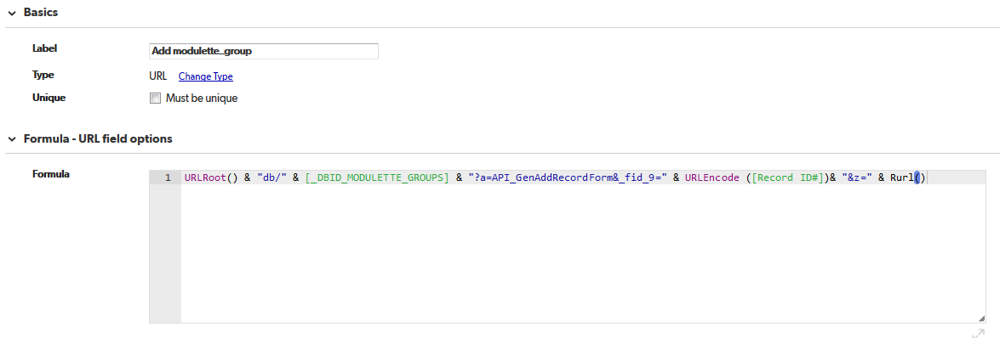 Basics
Label Add modulette_group
Type URL Change Type
Unique Must be unique
Formula - URL field options
Formula 1 URLRoot() & "db/" & [_DBID_MODULETTE_GROUPS] & "?a=API_GenAddRecordForm&_fid_9=" & URLEncode ([Record ID#])& "&z=" & Rurl()